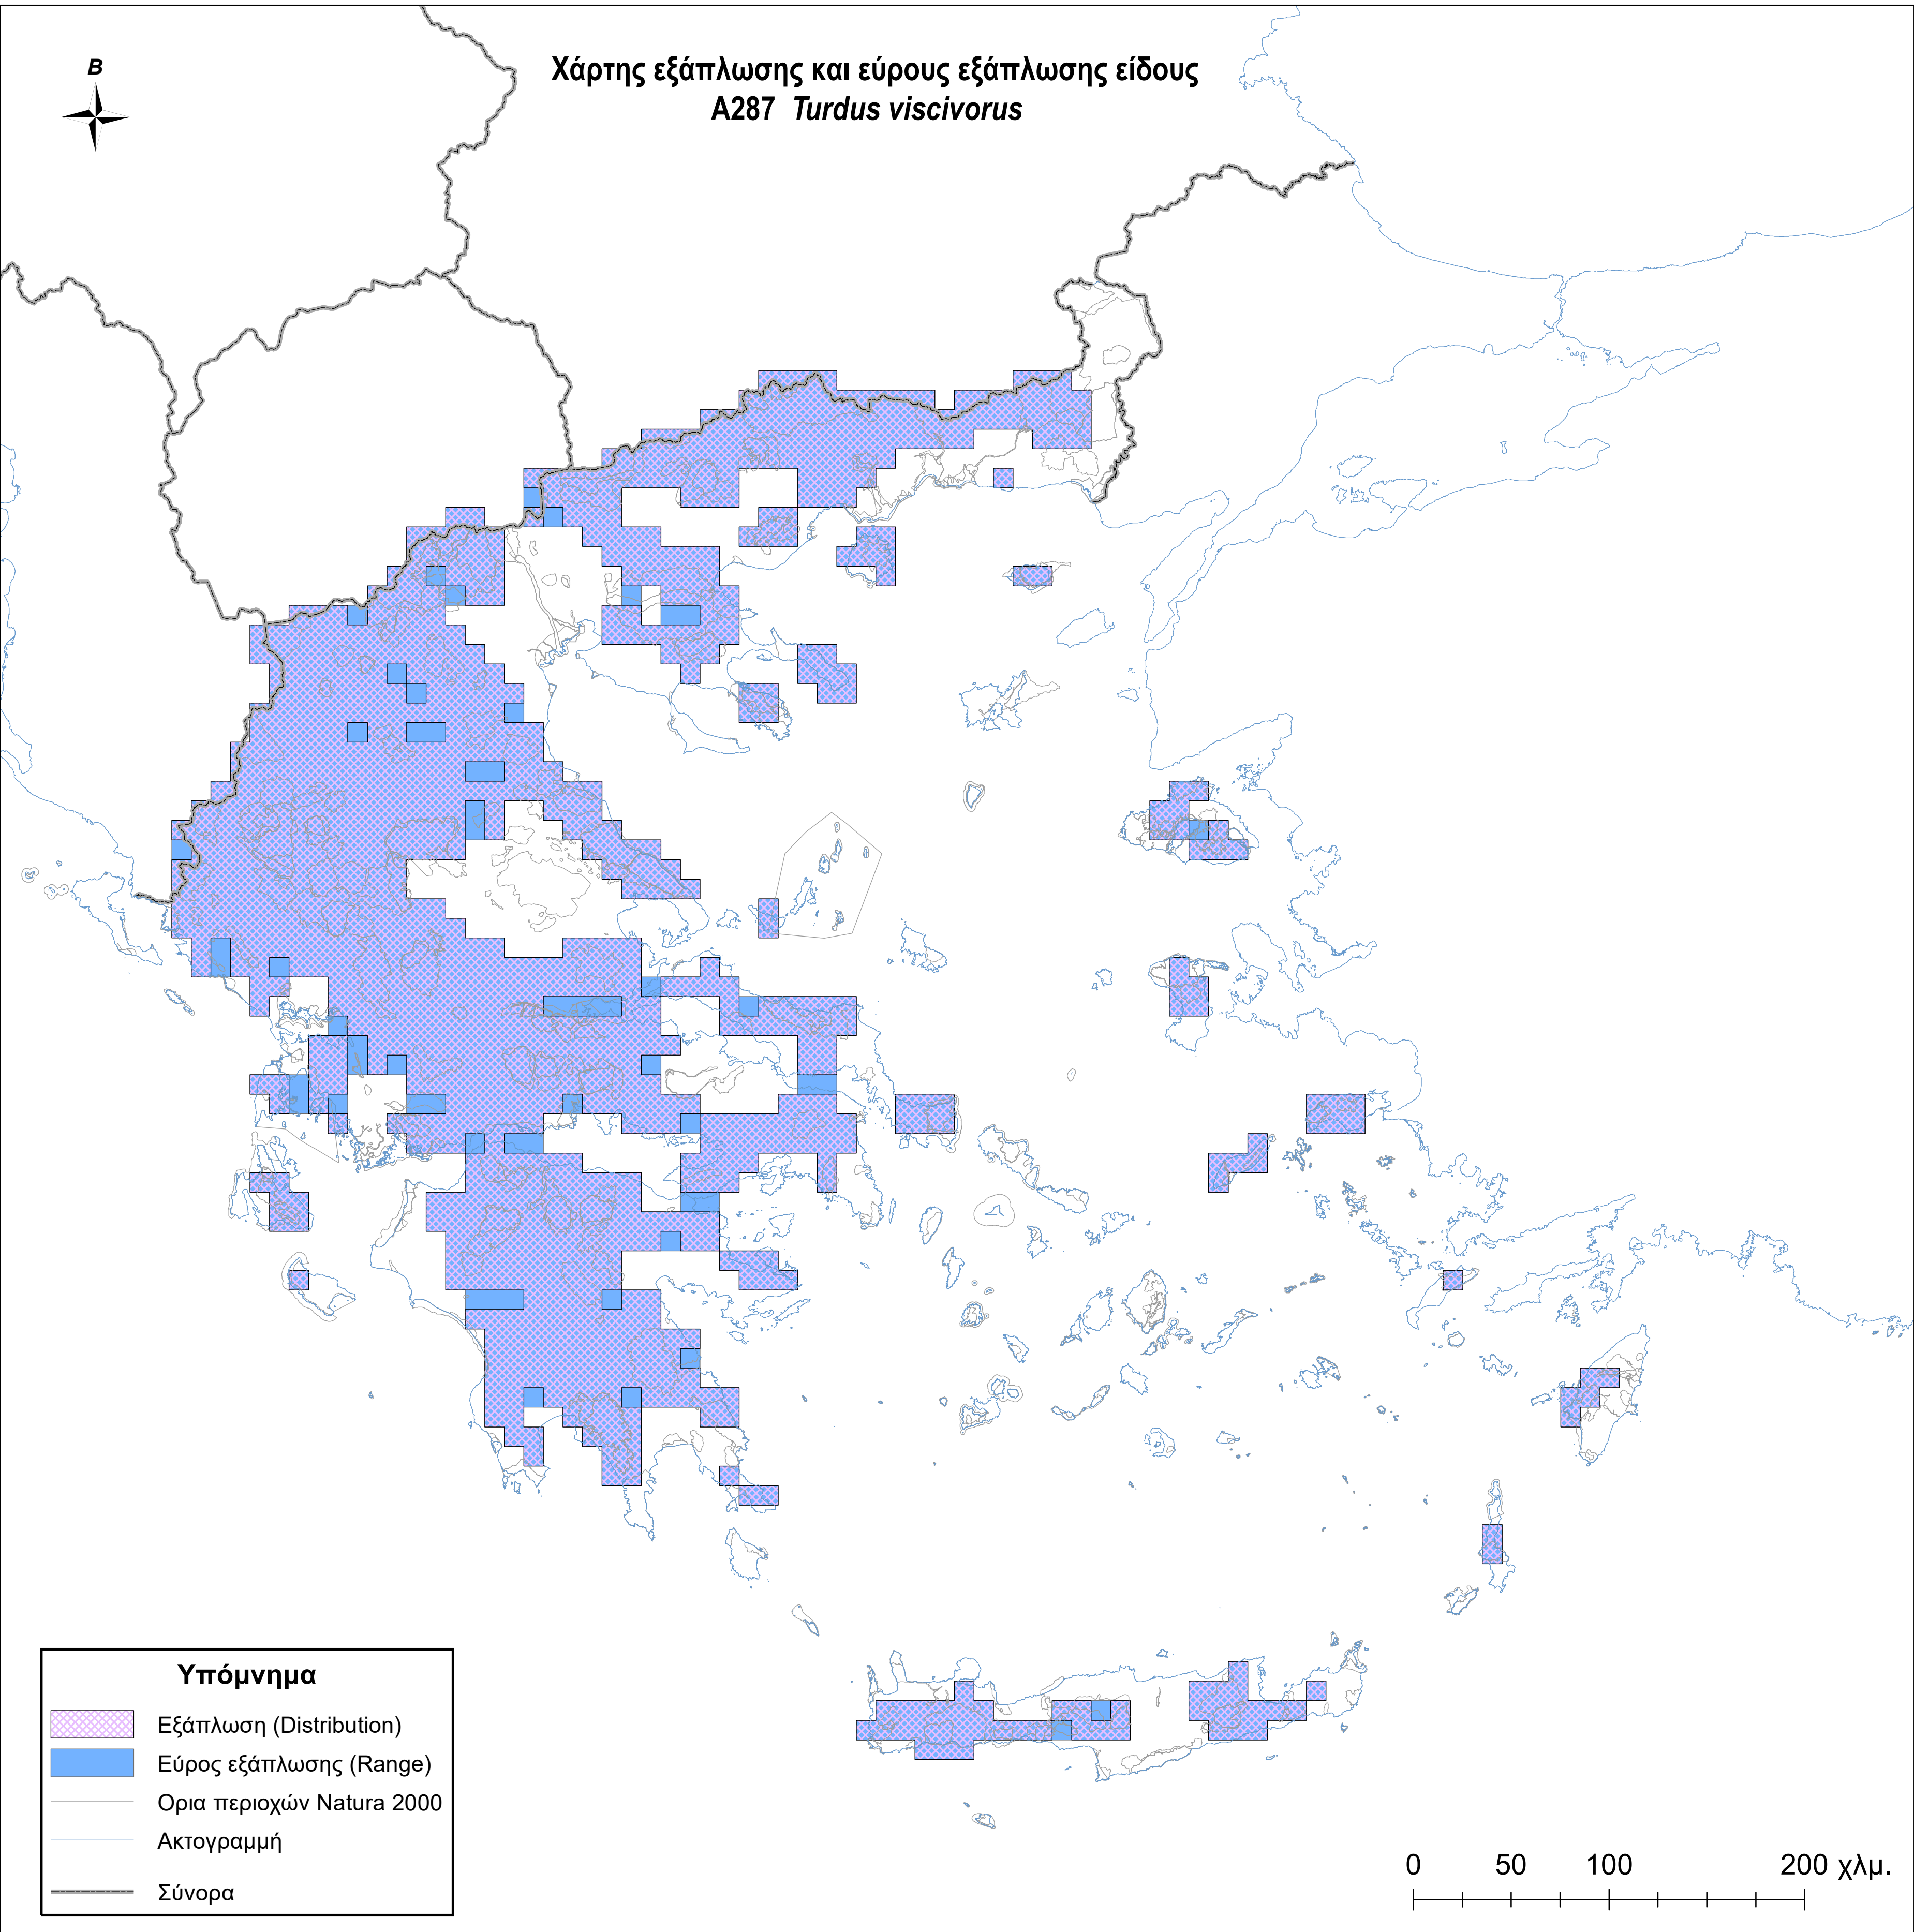 Χάρτης εξάπλωσης και εύρους εξάπλωσης είδους
A287 Turdus viscivorus
B
Υπόμνημα
Εξάπλωση (Distribution)
Εύρος εξάπλωσης (Range)
Ορια περιοχών Natura 2000
Ακτογραμμή
Σύνορα
0 50 100 200 χλμ.